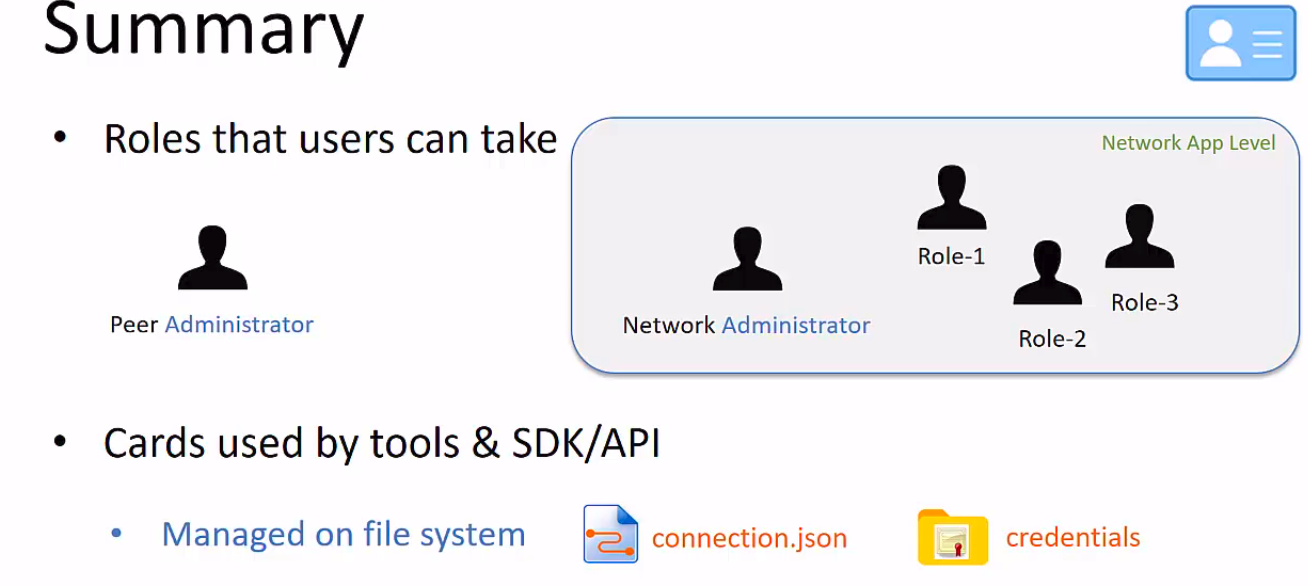 Summary
• Roles that users can take
Network App Level
Role-1
Role-3
Peer Administrator
Network Administrator
Role-2
• Cards used by tools & SDK/API
• Managed on file system
connection.json
credentials